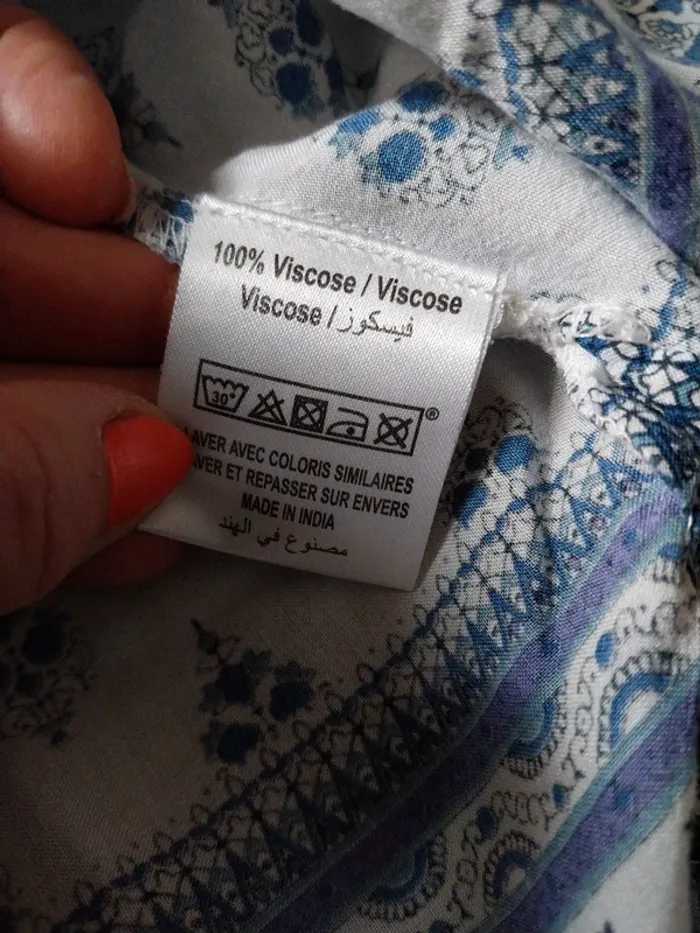 100% Viscose / Viscose
Viscose / فيسكوز
30°
®
LAVER AVEC COLORIS SIMILAIRES
VER ET REPASSER SUR ENVERS
MADE IN INDIA
مصنوع في الهند